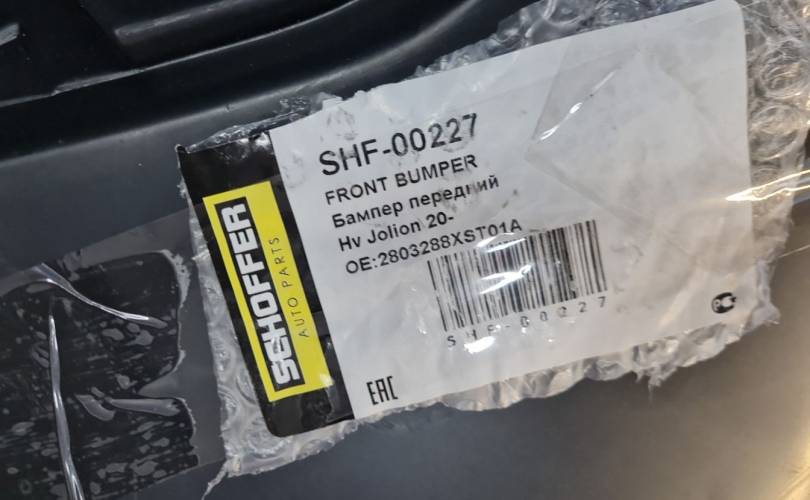 SHF-00227
FRONT BUMPER
Бампер передний
Hv Jolion 20-
OE:2803288XST01A
SHF-00227
SCHOFFER
AUTO PARTS
EAC